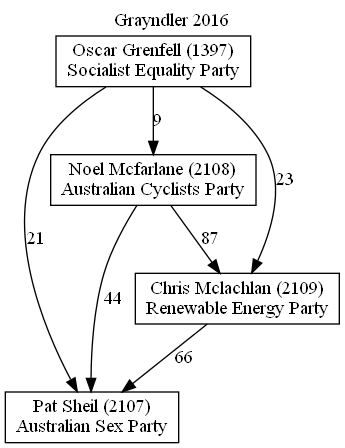 Grayndler 2016
Oscar Grenfell (1397)
Socialist Equality Party
9
Noel Mcfarlane (2108)
Australian Cyclists Party
23
21
87
44
Chris Mclachlan (2109)
Renewable Energy Party
66
Pat Sheil (2107)
Australian Sex Party